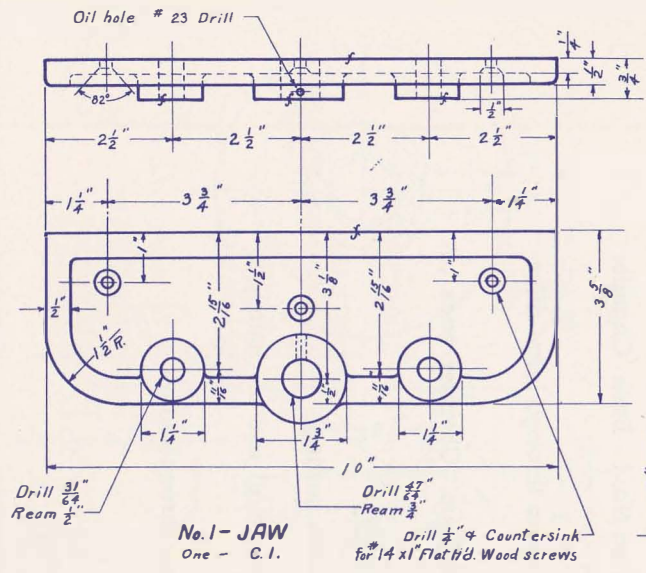 Oil hole # 23 Drill
1/4"
1/2"
3/4"
82°
1/2"
2 1/2" 2 1/2" 2 1/2" 2 1/2"
1 1/4" 3 3/4" 3 3/4" 1 1/4"
1" 2 15/16" 1 1/2" 3 1/8" 2 15/16" 1" 3 5/8"
1/2"
1 1/2" R.
11/16" 1/2" 11/16"
1 1/4" 1 3/4" 1 1/4"
10"
Drill 31/64"
Ream 1/2"
Drill 47/64"
Ream 3/4"
No.1 - JAW
One - C.I.
Drill 1/4" & Countersink
for #14 x 1" Flat H'd. Wood screws